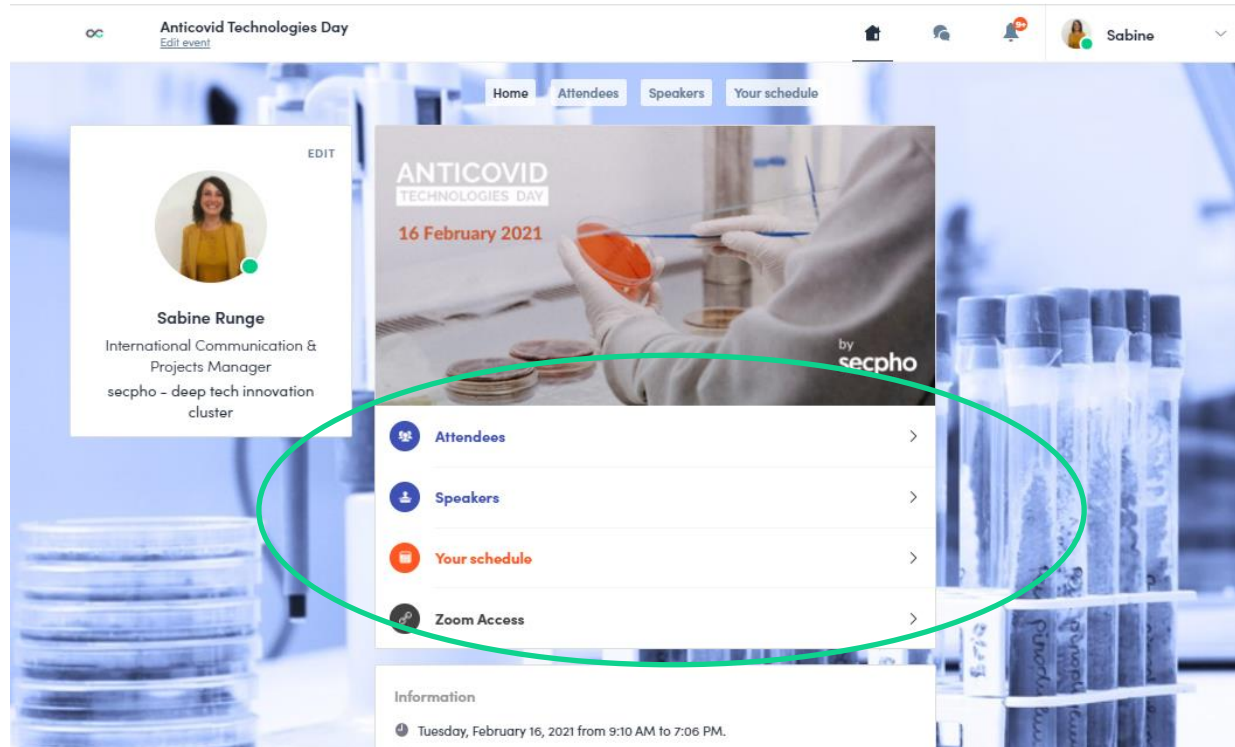 Anticovid Technologies Day
Edit event
9+
Sabine
Home Attendees Speakers Your schedule
EDIT
Sabine Runge
International Communication &
Projects Manager
secpho - deep tech innovation
cluster
ANTICOVID
TECHNOLOGIES DAY
16 February 2021
by
secpho
Attendees
Speakers
Your schedule
Zoom Access
Information
Tuesday, February 16, 2021 from 9:10 AM to 7:06 PM.